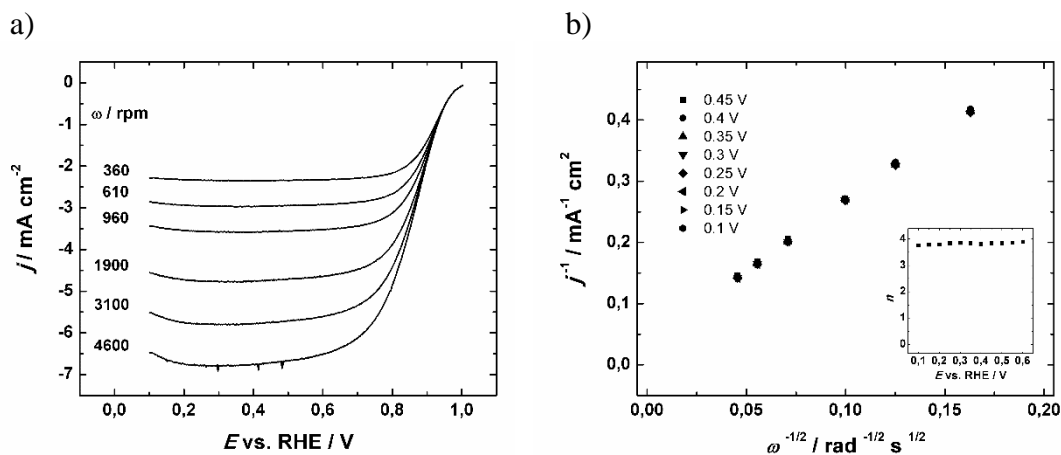 a)
ω / rpm
360
610
960
1900
3100
4600
0
-1
-2
-3
-4
-5
-6
-7
j / mA cm⁻²
0,0 0,2 0,4 0,6 0,8 1,0
E vs. RHE / V
b)
0,4
0,3
0,2
0,1
0,0
j⁻¹ / mA⁻¹ cm²
0.45 V
0.4 V
0.35 V
0.3 V
0.25 V
0.2 V
0.15 V
0.1 V
4
3
2
1
0
n
0,1 0,2 0,3 0,4 0,5 0,6
E vs. RHE / V
0,00 0,05 0,10 0,15 0,20
ω ⁻¹/² / rad ⁻¹/² s ¹/²